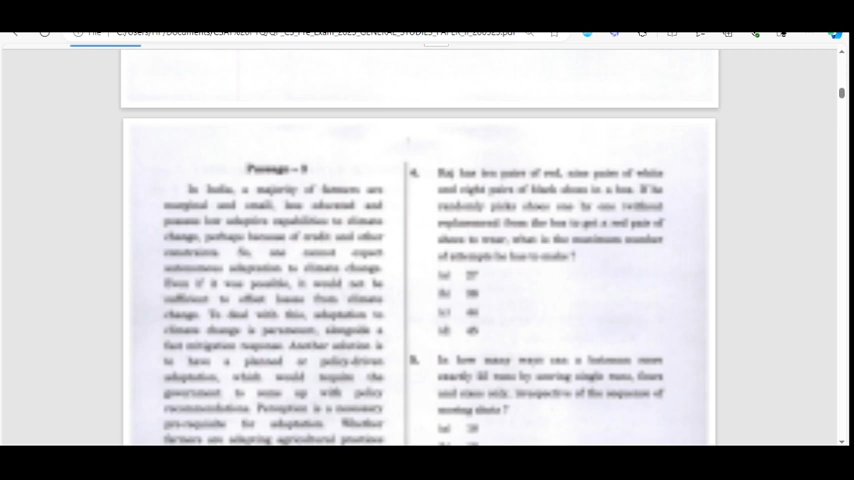 Passage – 3
In India, a majority of farmers are
marginal and small, less educated and
possess low adaptive capabilities to climate
change, perhaps because of credit and other
constraints. So, one cannot expect
autonomous adaptation to climate change.
Even if it was possible, it would not be
sufficient to offset losses from climate
change. To deal with this, adaptation to
climate change is paramount, alongside a
fast mitigation response. Another solution is
to have a planned or policy-driven
adaptation, which would require the
government to come up with policy
recommendations. Perception is a necessary
pre-requisite for adaptation. Whether
farmers are adapting agricultural practices
4. Raj has ten pairs of red, nine pairs of white
and eight pairs of black shoes in a box. If he
randomly picks shoes one by one (without
replacement) from the box to get a red pair of
shoes to wear, what is the maximum number
of attempts he has to make ?
(a) 27
(b) 36
(c) 44
(d) 45
5. In how many ways can a batsman score
exactly 25 runs by scoring single runs, fours
and sixes only, irrespective of the sequence of
scoring shots ?
(a) 18